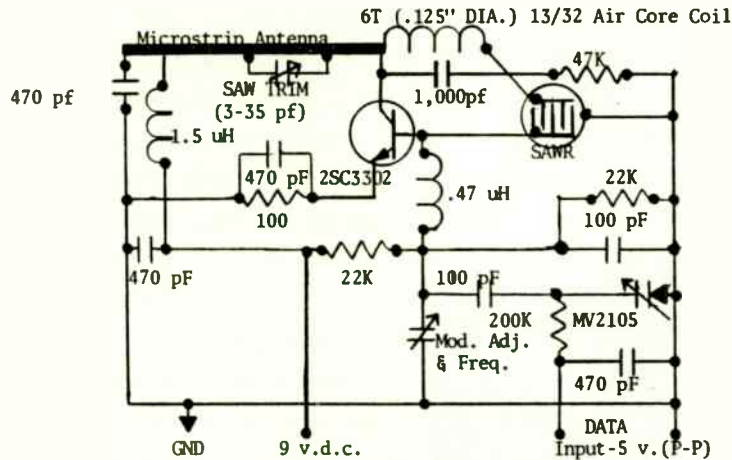 6T (.125" DIA.) 13/32 Air Core Coil
Microstrip Antenna
47K
470 pf
SAW TRIM
(3-35 pf)
1,000pf
1.5 uH
SAWR
470 pF
2SC3302
22K
100
.47 uH
100 pF
470 pF
22K
100 pF
200K
MV2105
Mod. Adj.
& Freq.
470 pF
DATA
GND
9 v.d.c.
Input-5 v.(P-P)